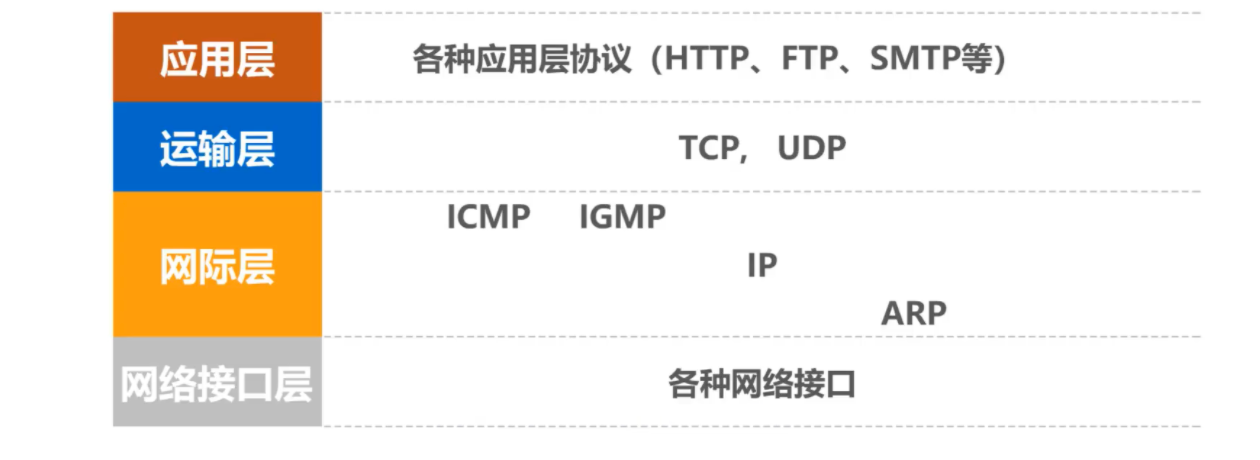 应用层
各种应用层协议（HTTP、FTP、SMTP等）
运输层
TCP, UDP
网际层
ICMP IGMP
IP
ARP
网络接口层
各种网络接口